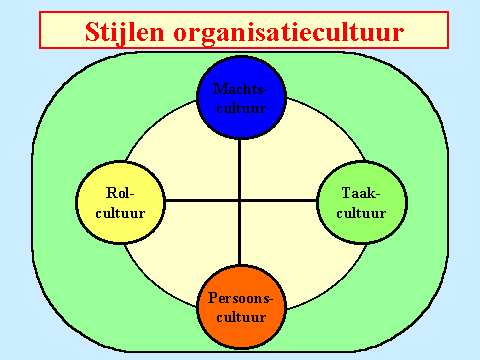 Stijlen organisatiecultuur
Machts-
cultuur
Rol-
cultuur
Taak-
cultuur
Persoons-
cultuur